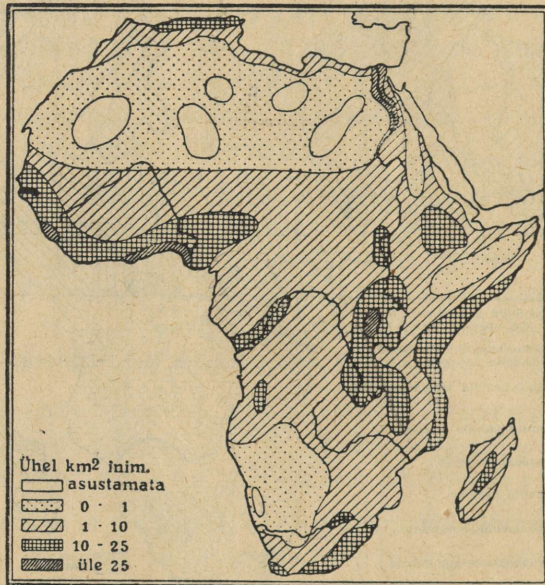 Ühel km² inim.
asustamata
0 - 1
1 - 10
10 - 25
üle 25